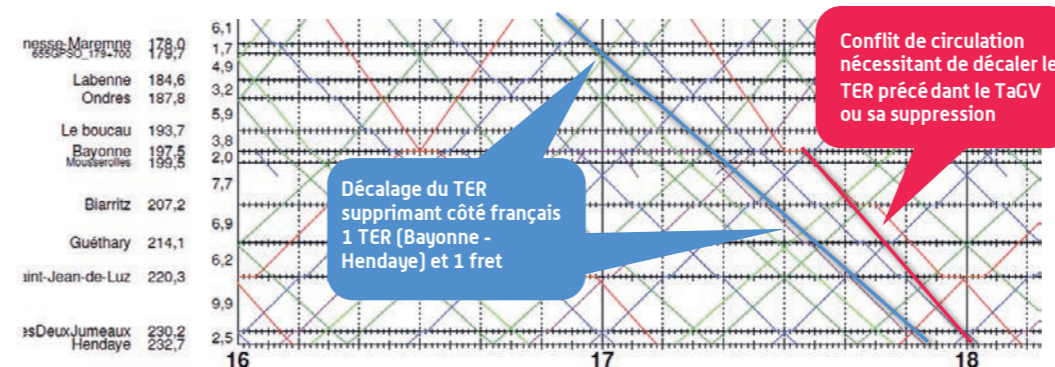 nesse-Maremne 178,0
655GPSO_179+700 179,7
Labenne 184,6
Ondres 187,8
Le boucau 193,7
Bayonne 197,5
Mousserolles 199,5
Biarritz 207,2
Guéthary 214,1
aint-Jean-de-Luz 220,3
esDeuxJumeaux 230,2
Hendaye 232,7
6,1
1,7
4,9
3,2
5,9
3,8
2,0
7,7
6,9
6,2
9,9
2,5
Décalage du TER
supprimant côté français
1 TER (Bayonne -
Hendaye) et 1 fret
Conflit de circulation
nécessitant de décaler le
TER précédant le TaGV
ou sa suppression
16 17 18